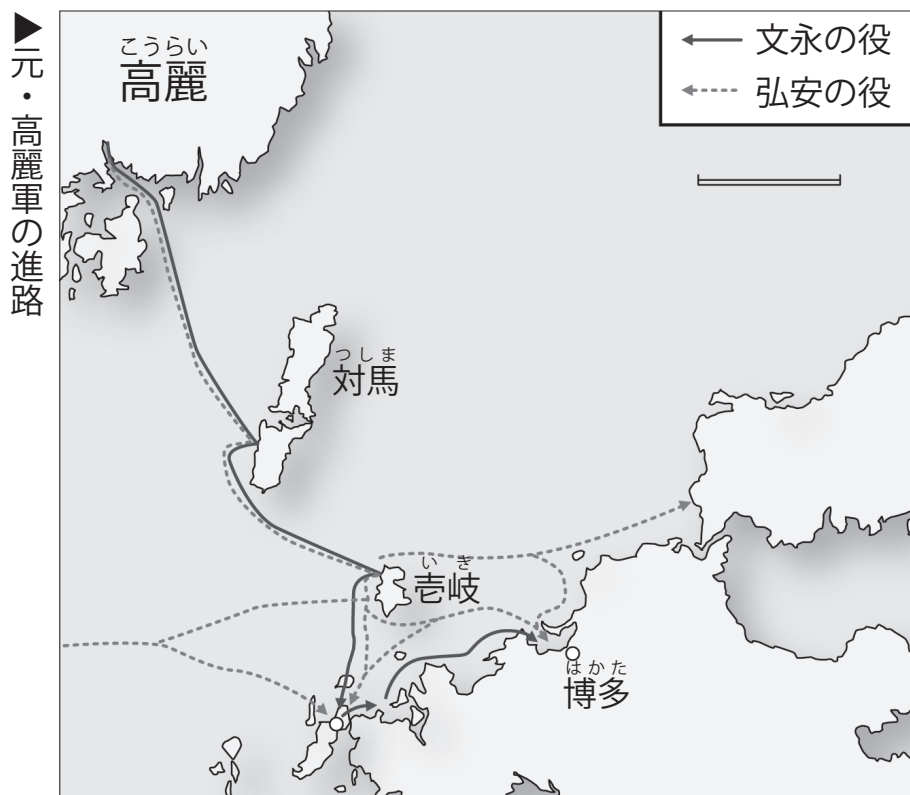 ▶元・高麗軍の進路
こうらい
高麗
文永の役
弘安の役
つしま
対馬
いき
壱岐
はかた
博多